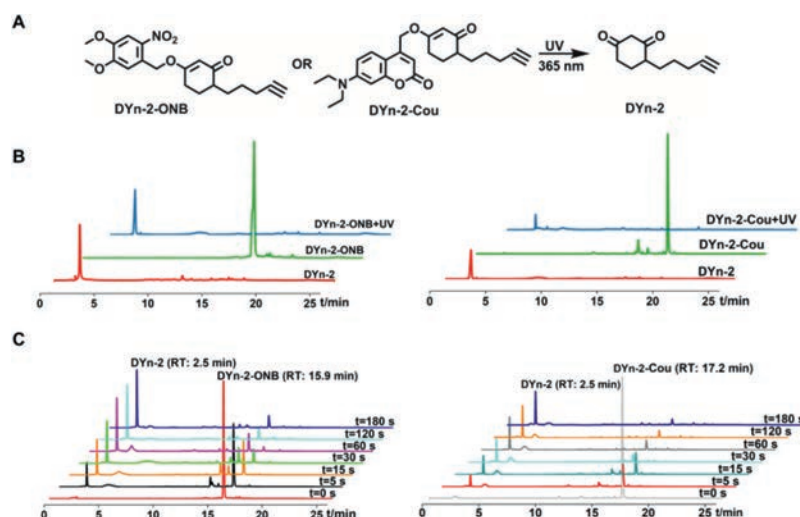 A
O
O
NO₂
O
O
O
OR
O
O
N
O
O
UV
365 nm
O
O
DYn-2-ONB
DYn-2-Cou
DYn-2
B
DYn-2-ONB+UV
DYn-2-ONB
DYn-2
0 5 10 15 20 25 t/min
DYn-2-Cou+UV
DYn-2-Cou
DYn-2
0 5 10 15 20 25 t/min
C
DYn-2 (RT: 2.5 min)
DYn-2-ONB (RT: 15.9 min)
t=180 s
t=120 s
t=60 s
t=30 s
t=15 s
t=5 s
t=0 s
0 5 10 15 20 25 t/min
DYn-2-Cou (RT: 17.2 min)
DYn-2 (RT: 2.5 min)
t=180 s
t=120 s
t=60 s
t=30 s
t=15 s
t=5 s
t=0 s
0 5 10 15 20 25 t/min